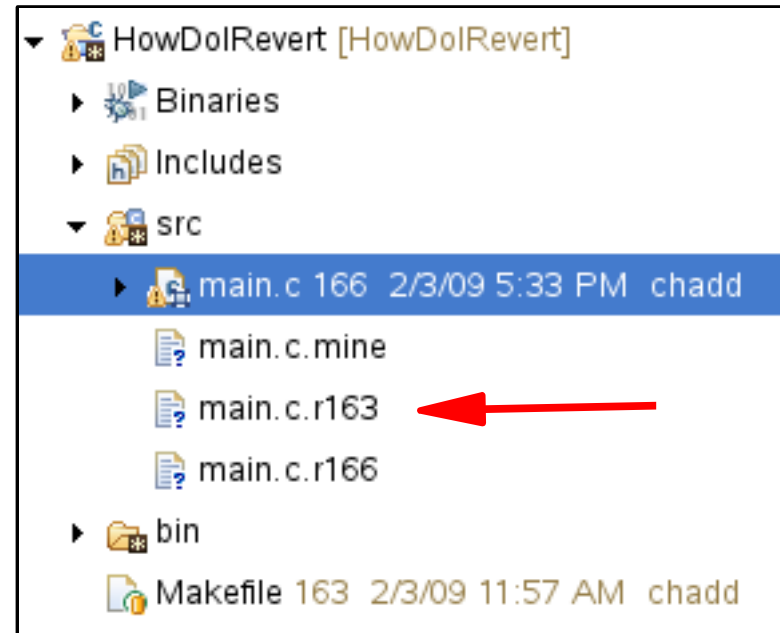 HowDoIRevert [HowDoIRevert]
Binaries
Includes
src
main.c 166 2/3/09 5:33 PM chadd
main.c.mine
main.c.r163
main.c.r166
bin
Makefile 163 2/3/09 11:57 AM chadd